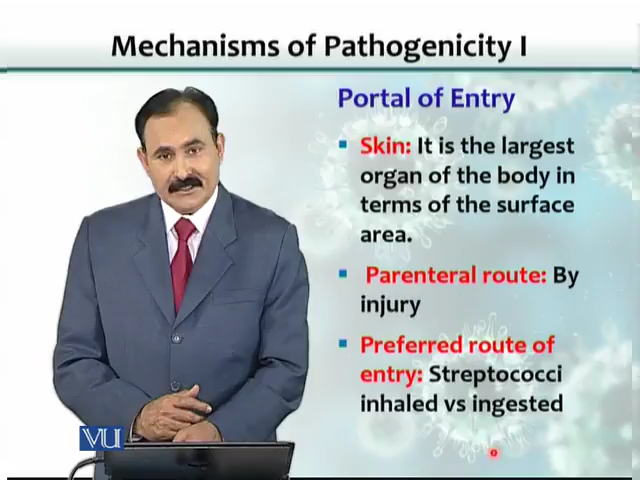 Mechanisms of Pathogenicity I
Portal of Entry
Skin: It is the largest
organ of the body in
terms of the surface
area.
Parenteral route: By
injury
Preferred route of
entry: Streptococci
inhaled vs ingested
VU